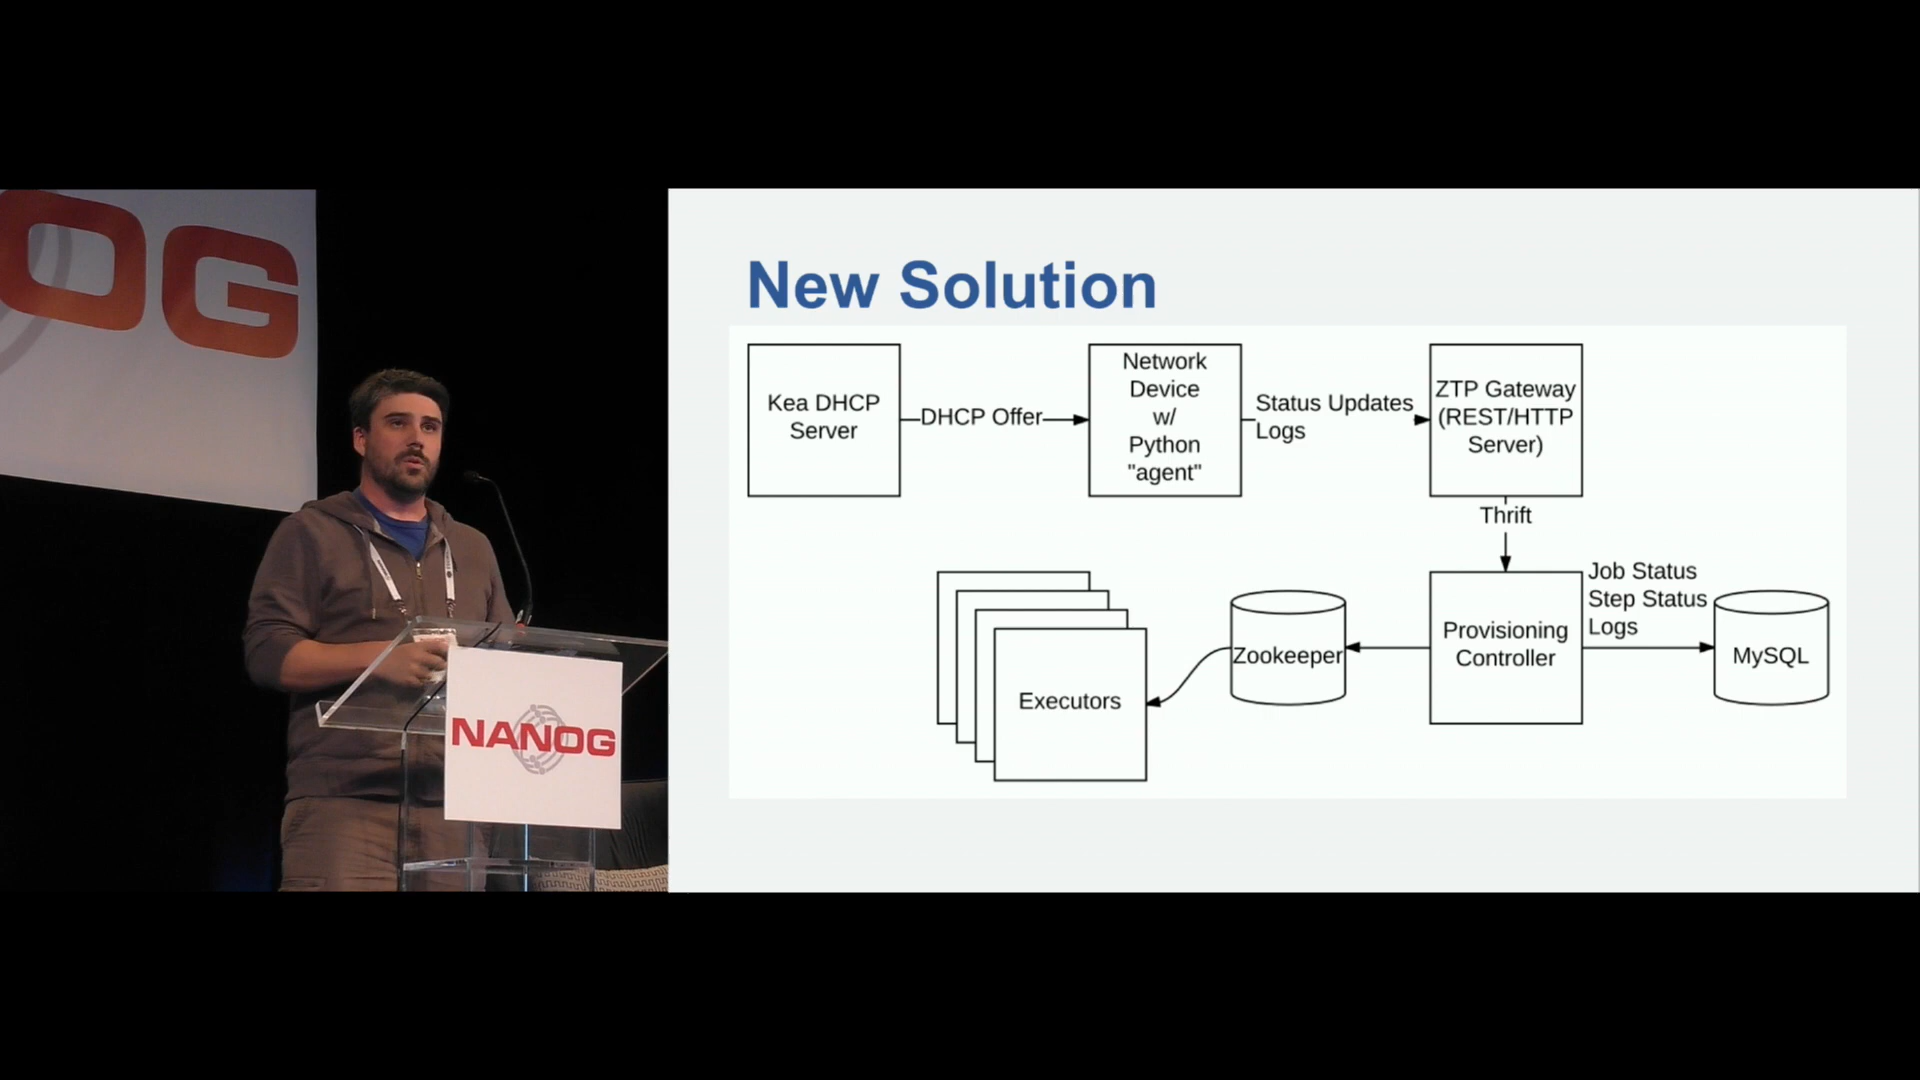 OG
NANOG
New Solution
Kea DHCP
Server
DHCP Offer
Network
Device
w/
Python
"agent"
Status Updates
Logs
ZTP Gateway
(REST/HTTP
Server)
Thrift
Executors
Zookeeper
Provisioning
Controller
Job Status
Step Status
Logs
MySQL